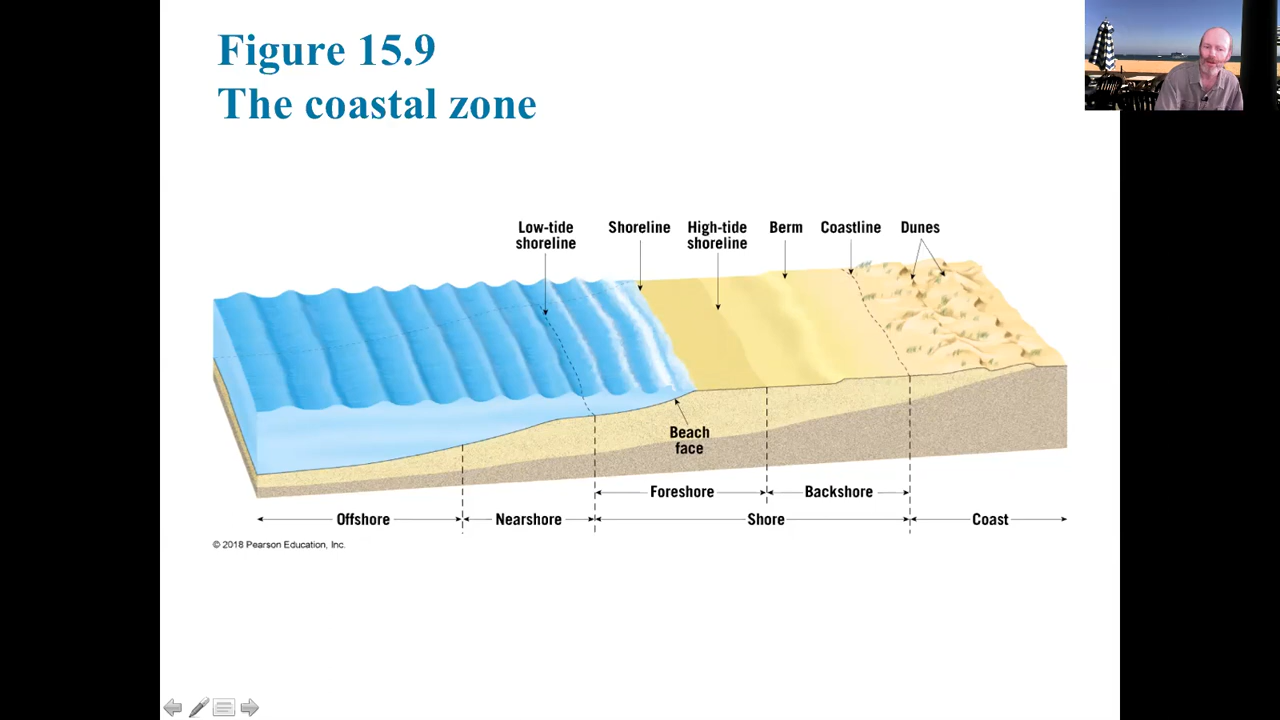 Figure 15.9
The coastal zone
Low-tide
shoreline
Shoreline
High-tide
shoreline
Berm
Coastline
Dunes
Beach
face
Foreshore
Backshore
Offshore
Nearshore
Shore
Coast
© 2018 Pearson Education, Inc.